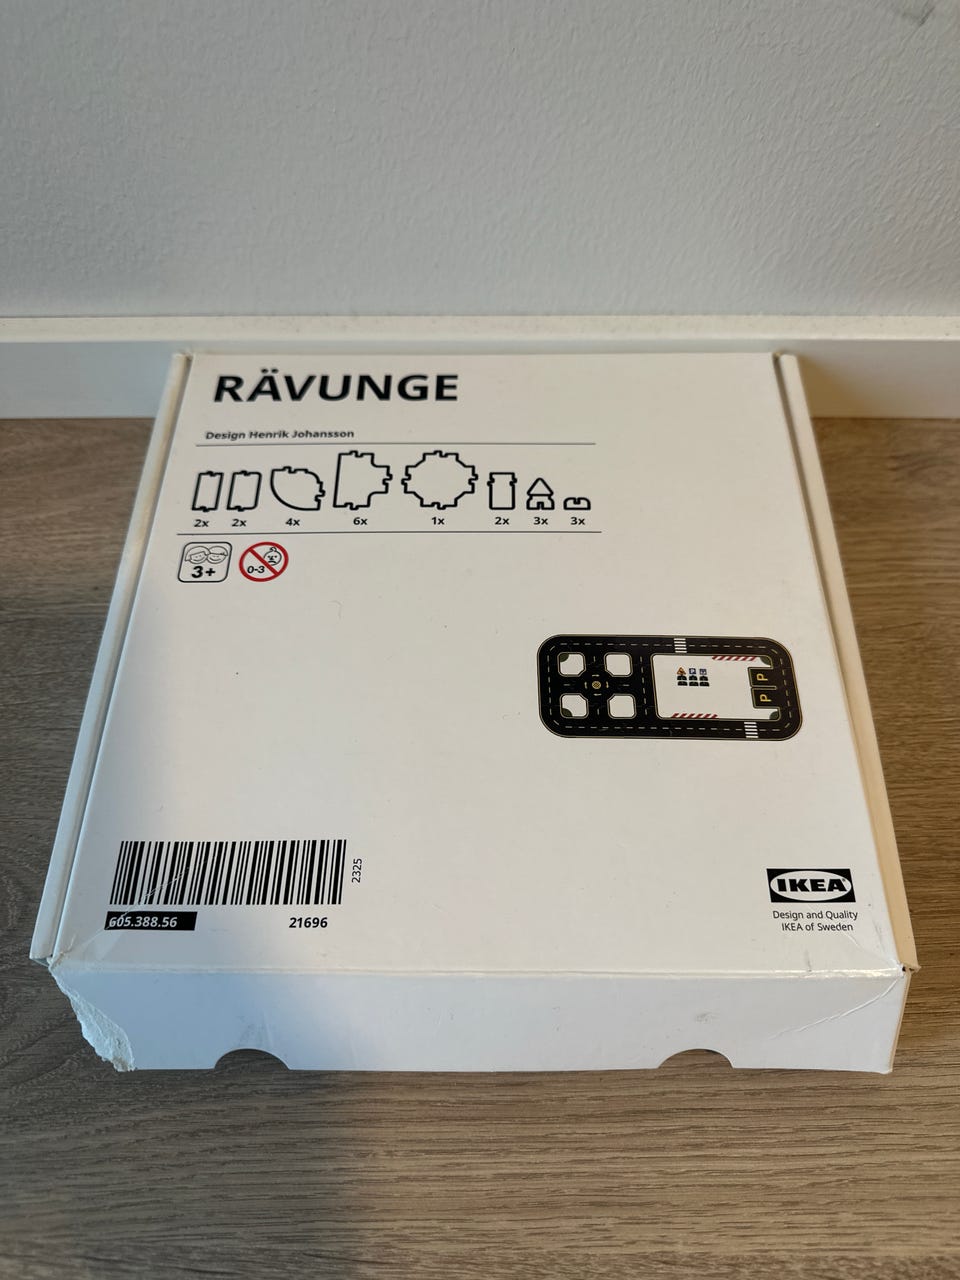 RÄVUNGE
Design Henrik Johansson
2x 2x 4x 6x 1x 2x 3x 3x
3+ 0-3
P
P
2325
605.388.56 21696
IKEA
Design and Quality
IKEA of Sweden